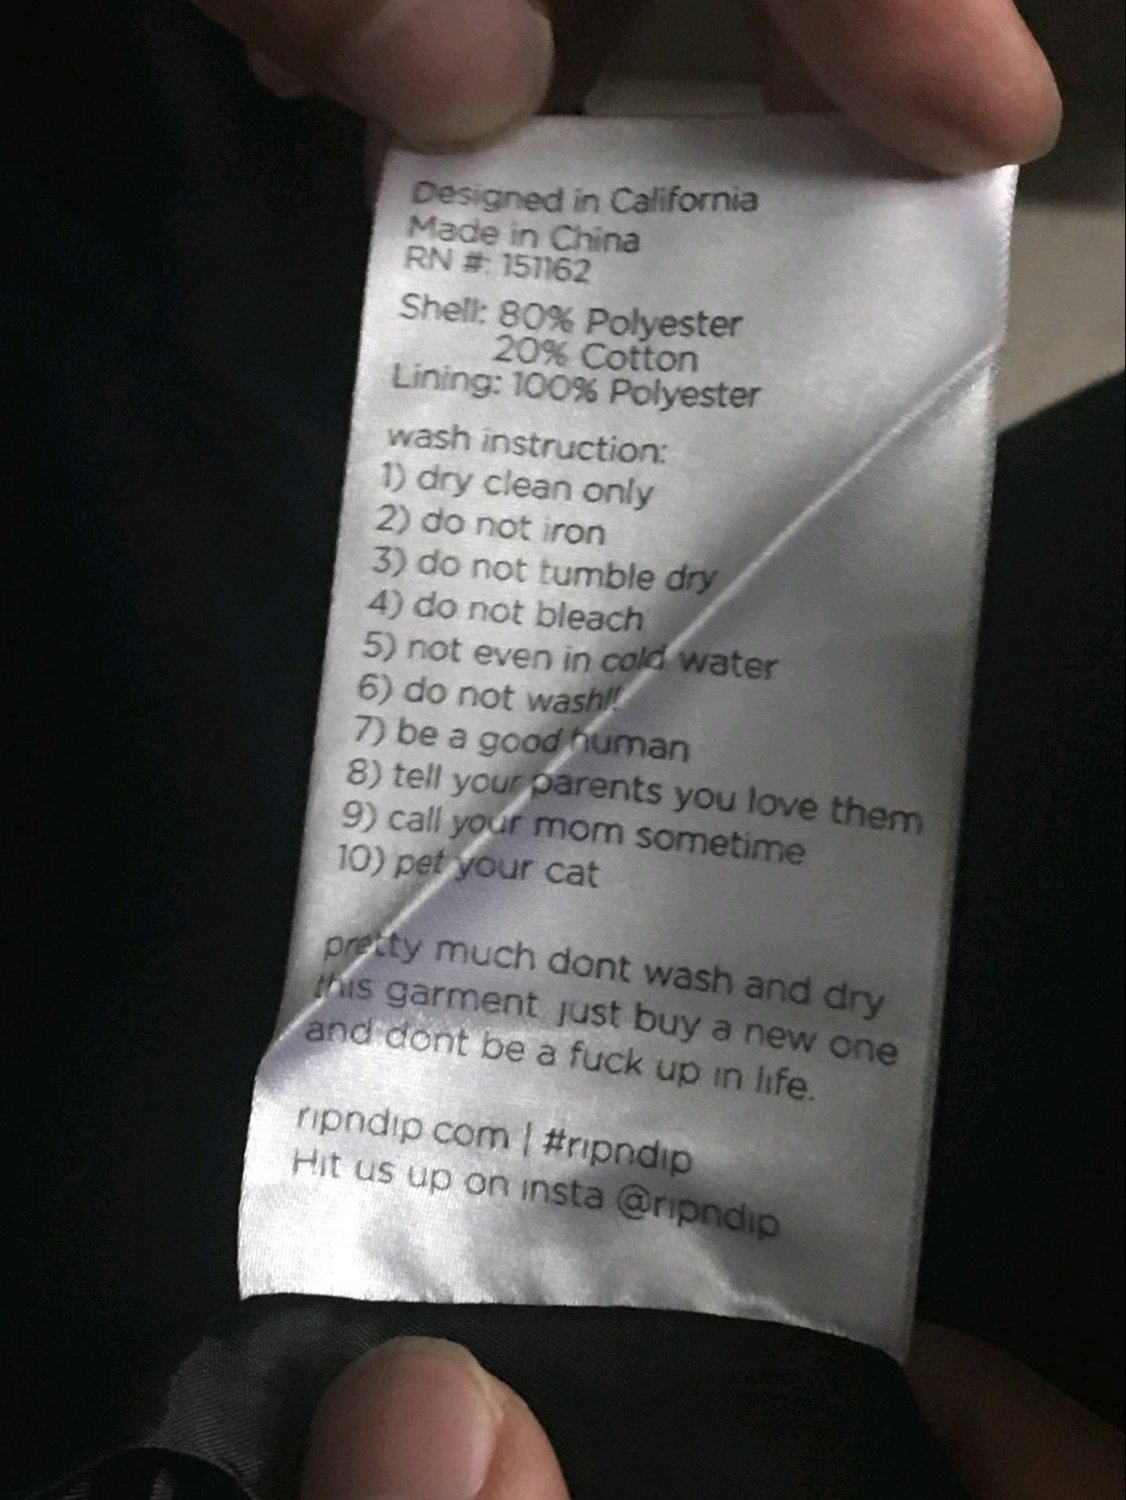 Designed in California
Made in China
RN #: 151162
Shell: 80% Polyester
20% Cotton
Lining: 100% Polyester
wash instruction:
1) dry clean only
2) do not iron
3) do not tumble dry
4) do not bleach
5) not even in cold water
6) do not wash!!
7) be a good human
8) tell your parents you love them
9) call your mom sometime
10) pet your cat
pretty much dont wash and dry
this garment. just buy a new one
and dont be a fuck up in life.
ripndip.com | #ripndip
Hit us up on insta @ripndip